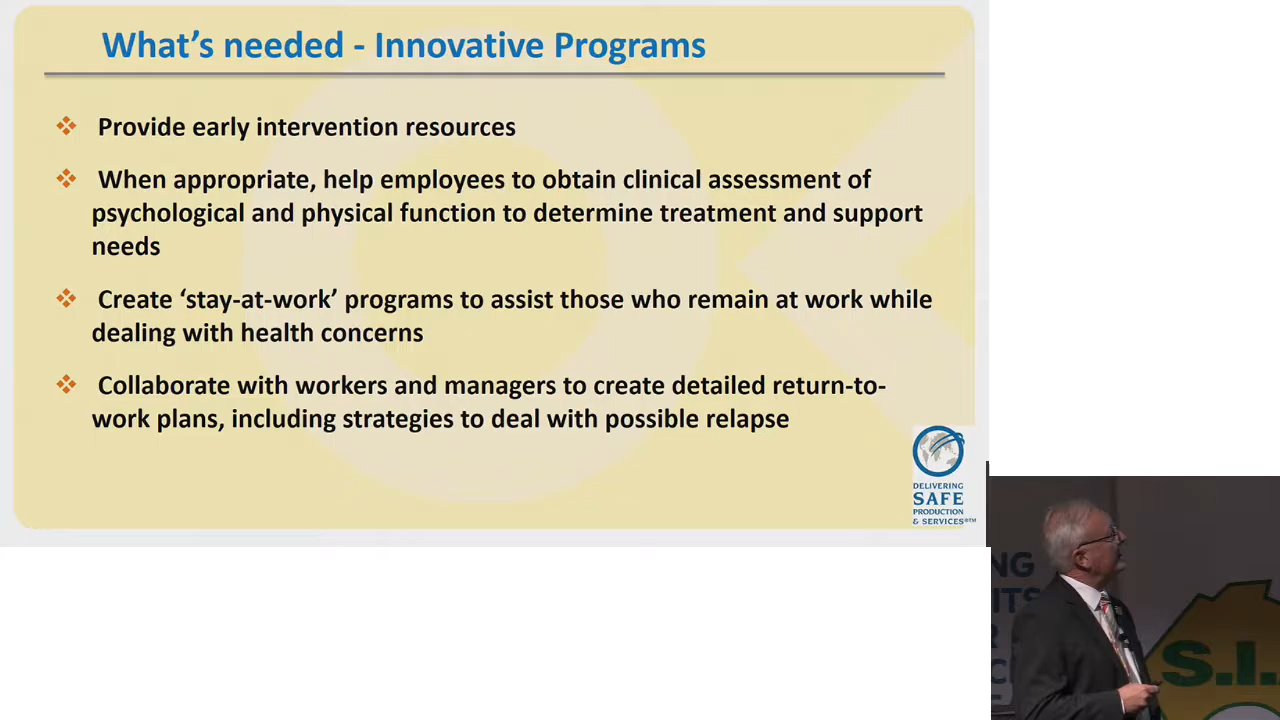 What's needed - Innovative Programs
Provide early intervention resources
When appropriate, help employees to obtain clinical assessment of
psychological and physical function to determine treatment and support
needs
Create ‘stay-at-work’ programs to assist those who remain at work while
dealing with health concerns
Collaborate with workers and managers to create detailed return-to-
work plans, including strategies to deal with possible relapse
DELIVERING
SAFE
PRODUCTION
& SERVICES®™
NG
ITS
R
S.I.